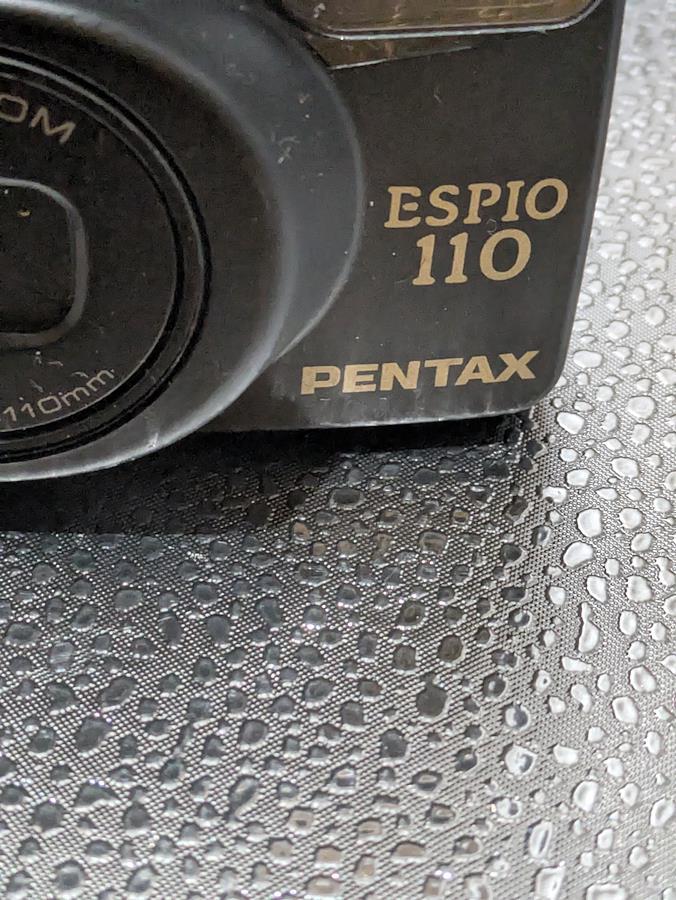 OM
ESPIO
110
PENTAX
110mm